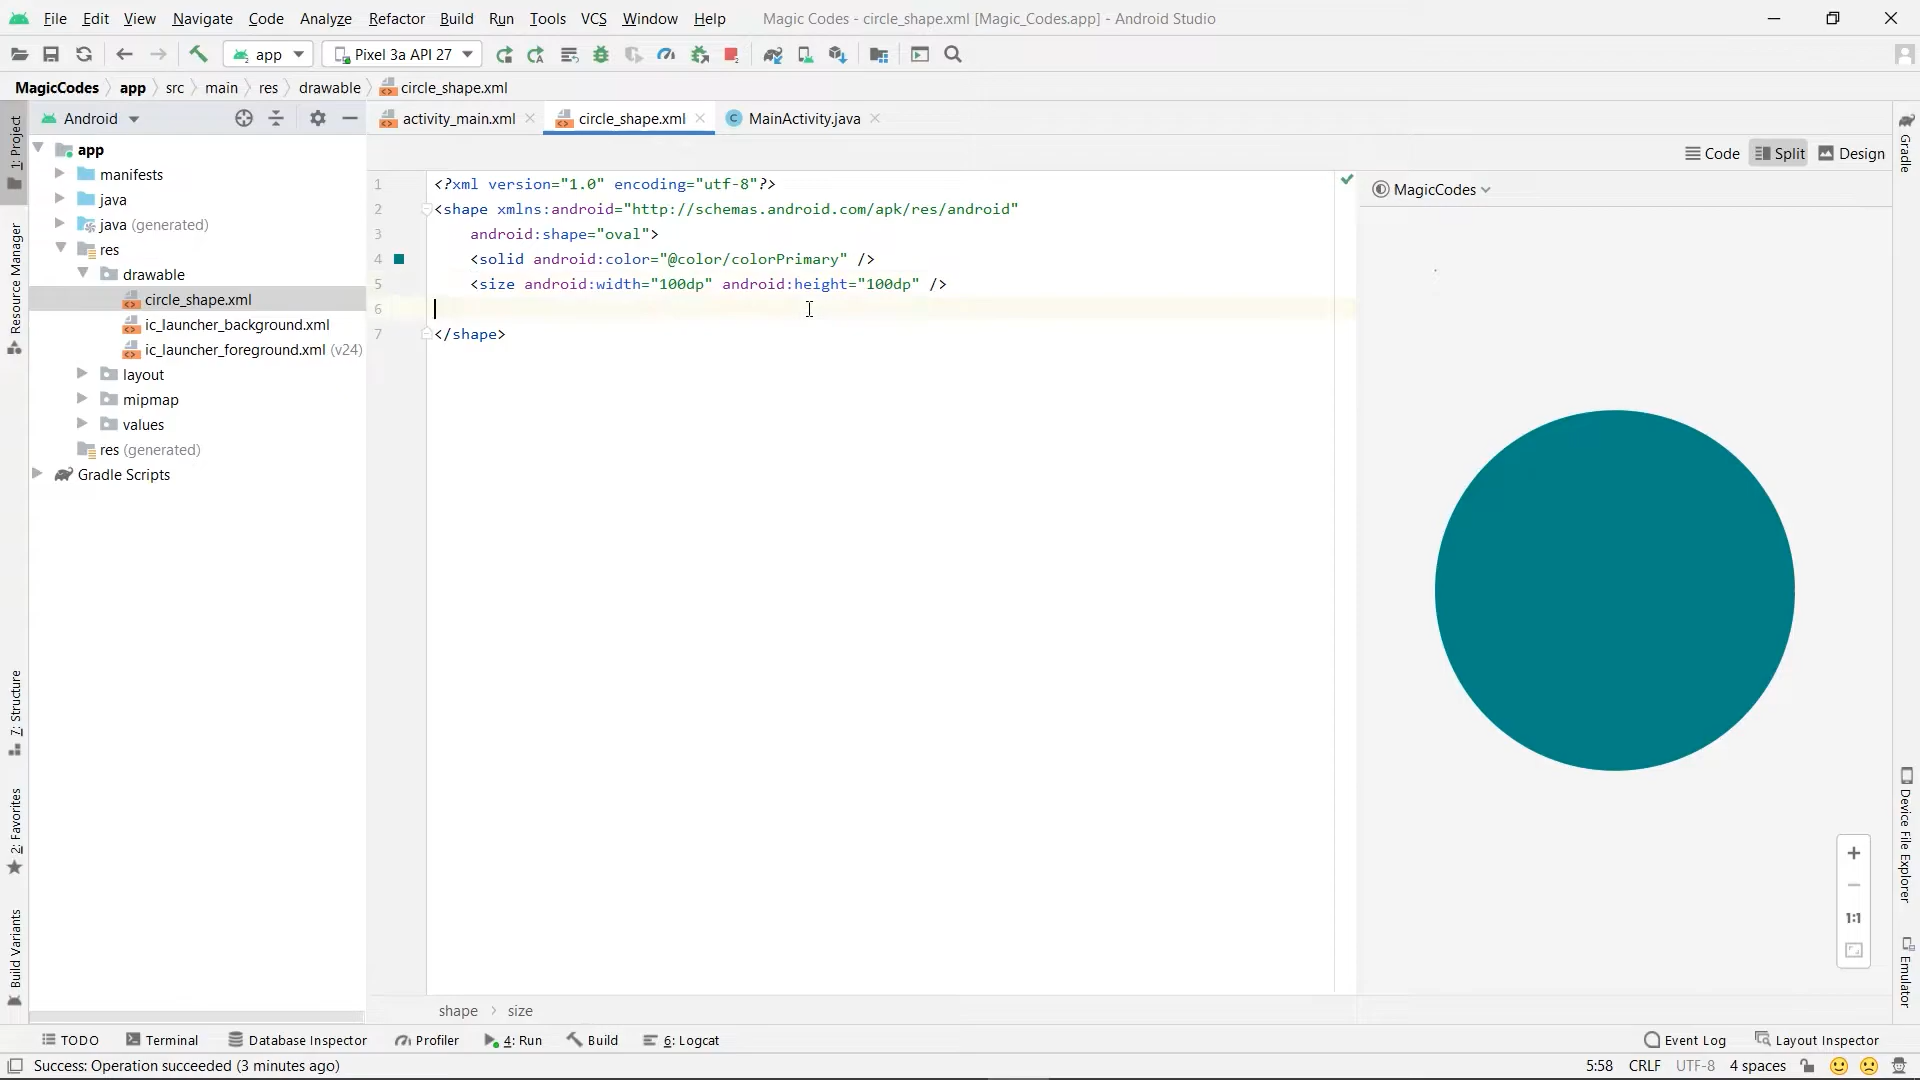 File Edit View Navigate Code Analyze Refactor Build Run Tools VCS Window Help Magic Codes - circle_shape.xml [Magic_Codes.app] - Android Studio
app Pixel 3a API 27
MagicCodes app src main res drawable circle_shape.xml
Android
activity_main.xml circle_shape.xml MainActivity.java
Code Split Design
MagicCodes
1: Project
Resource Manager
7: Structure
2: Favorites
Build Variants
app
manifests
java
java (generated)
res
drawable
circle_shape.xml
ic_launcher_background.xml
ic_launcher_foreground.xml (v24)
layout
mipmap
values
res (generated)
Gradle Scripts
1 <?xml version="1.0" encoding="utf-8"?>
2 <shape xmlns:android="http://schemas.android.com/apk/res/android"
3 android:shape="oval">
4 <solid android:color="@color/colorPrimary" />
5 <size android:width="100dp" android:height="100dp" />
6
7 </shape>
1:1
Gradle
Device File Explorer
Emulator
shape size
TODO Terminal Database Inspector Profiler 4: Run Build 6: Logcat Event Log Layout Inspector
Success: Operation succeeded (3 minutes ago) 5:58 CRLF UTF-8 4 spaces